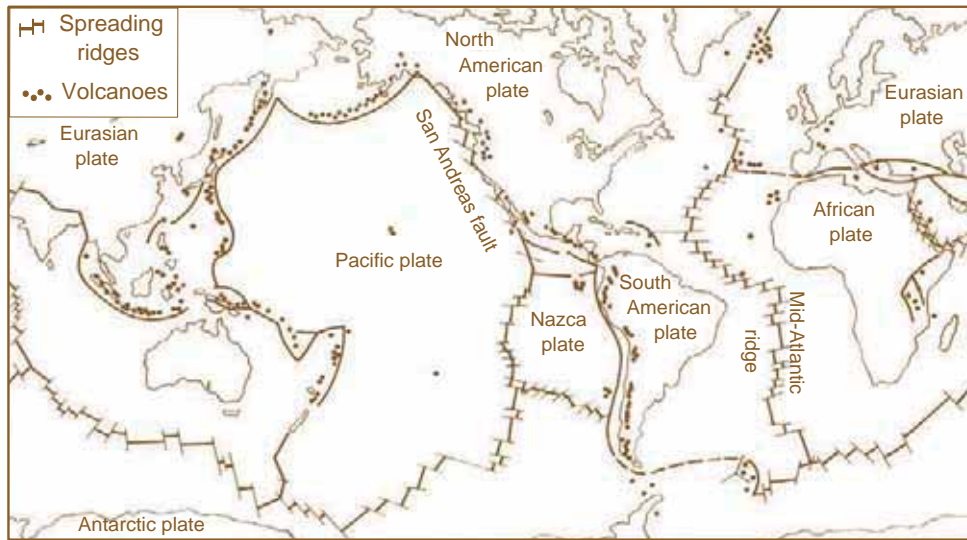 Spreading
ridges
Volcanoes
Eurasian
plate
North
American
plate
San Andreas fault
Pacific plate
Nazca
plate
South
American
plate
Mid-Atlantic
ridge
African
plate
Eurasian
plate
Antarctic plate